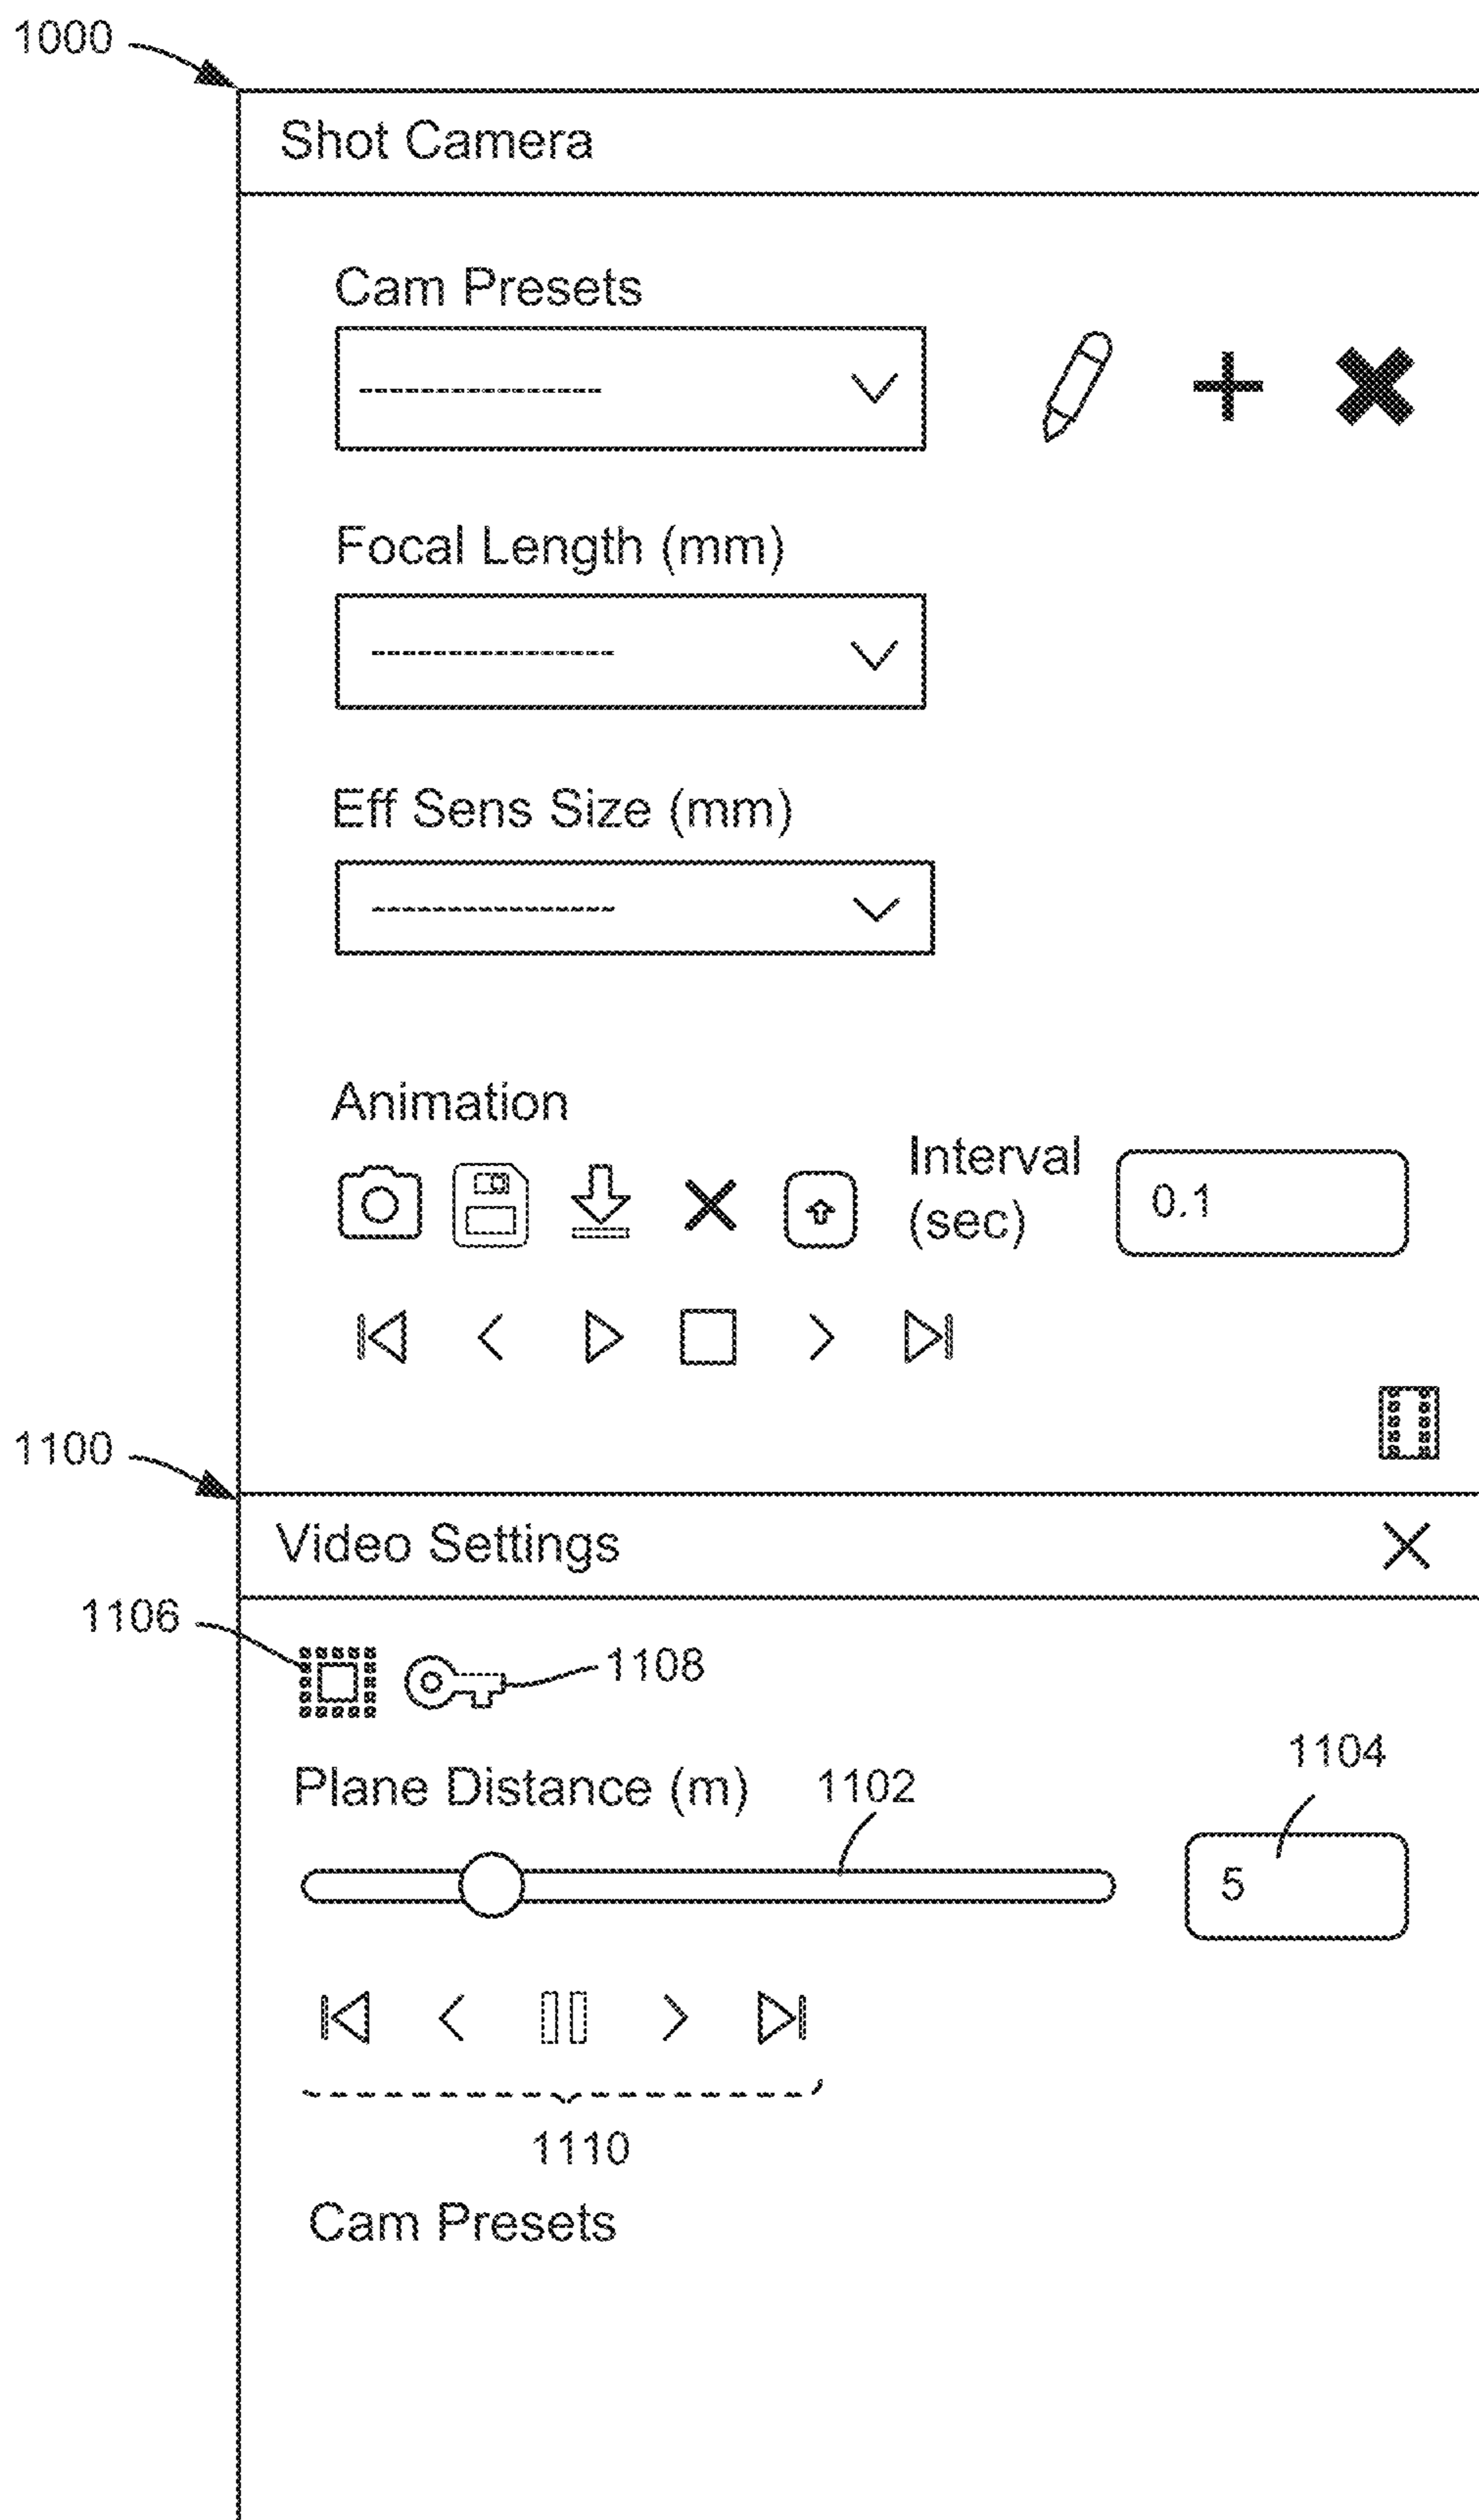 1000
Shot Camera
Cam Presets
Focal Length (mm)
Eff Sens Size (mm)
Animation
Interval
(sec)
0.1
1100
Video Settings
1106
1108
1104
Plane Distance (m)
1102
5
1110
Cam Presets